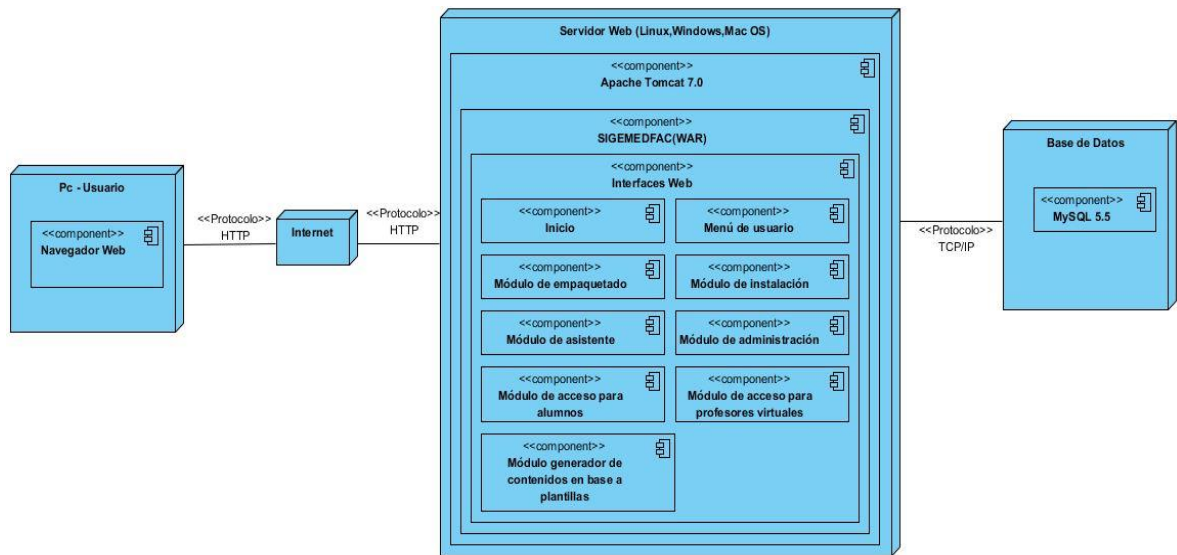 Pc - Usuario
<<component>>
Navegador Web
<<Protocolo>>
HTTP
Internet
<<Protocolo>>
HTTP
Servidor Web (Linux,Windows,Mac OS)
<<component>>
Apache Tomcat 7.0
<<component>>
SIGEMEDFAC(WAR)
<<component>>
Interfaces Web
<<component>>
Inicio
<<component>>
Menú de usuario
<<component>>
Módulo de empaquetado
<<component>>
Módulo de instalación
<<component>>
Módulo de asistente
<<component>>
Módulo de administración
<<component>>
Módulo de acceso para
alumnos
<<component>>
Módulo de acceso para
profesores virtuales
<<component>>
Módulo generador de
contenidos en base a
plantillas
<<Protocolo>>
TCP/IP
Base de Datos
<<component>>
MySQL 5.5